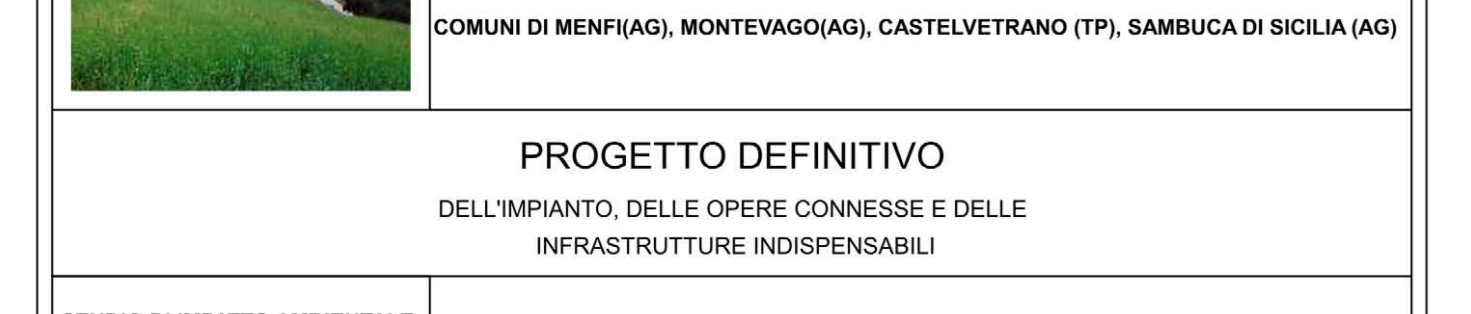 COMUNI DI MENFI(AG), MONTEVAGO(AG), CASTELVETRANO (TP), SAMBUCA DI SICILIA (AG)
PROGETTO DEFINITIVO
DELL'IMPIANTO, DELLE OPERE CONNESSE E DELLE
INFRASTRUTTURE INDISPENSABILI